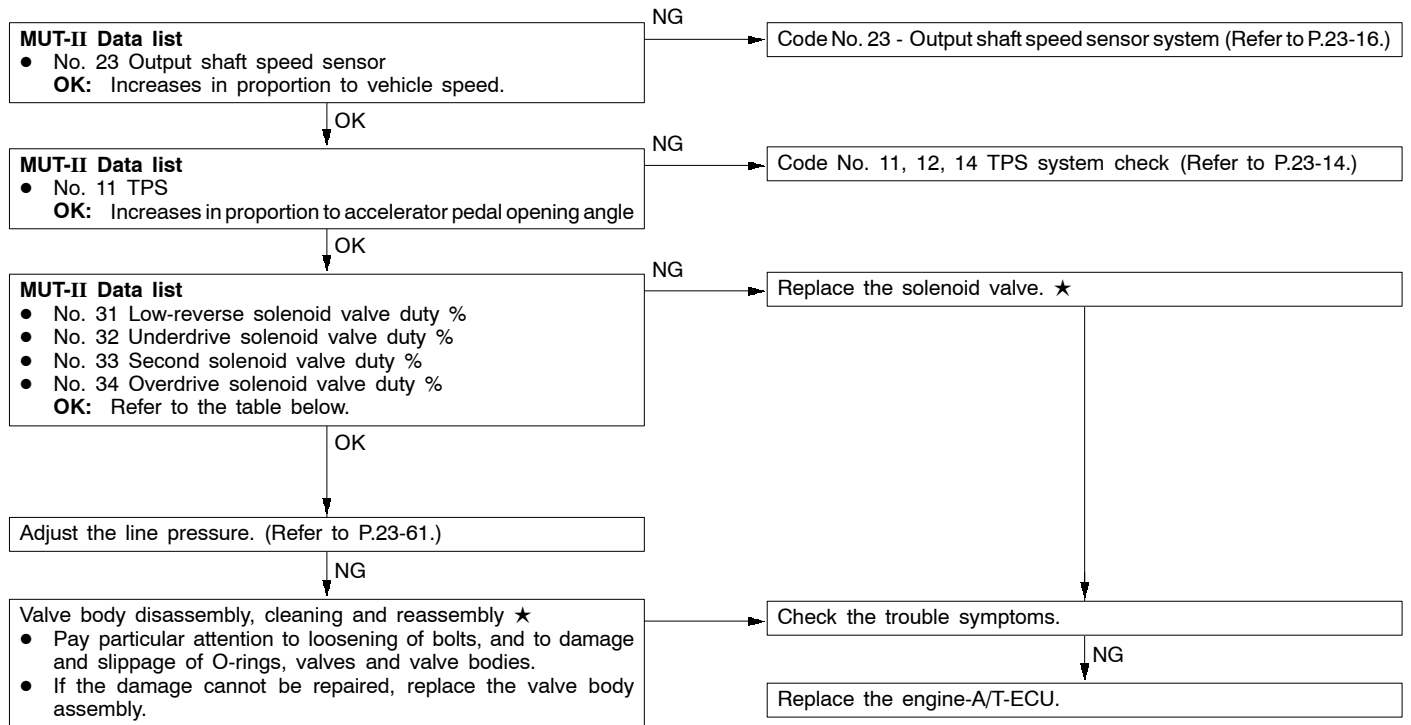 MUT-II Data list
● No. 23 Output shaft speed sensor
OK: Increases in proportion to vehicle speed.
NG
Code No. 23 - Output shaft speed sensor system (Refer to P.23-16.)
OK
MUT-II Data list
● No. 11 TPS
OK: Increases in proportion to accelerator pedal opening angle
NG
Code No. 11, 12, 14 TPS system check (Refer to P.23-14.)
OK
MUT-II Data list
● No. 31 Low-reverse solenoid valve duty %
● No. 32 Underdrive solenoid valve duty %
● No. 33 Second solenoid valve duty %
● No. 34 Overdrive solenoid valve duty %
OK: Refer to the table below.
NG
Replace the solenoid valve. ★
OK
Adjust the line pressure. (Refer to P.23-61.)
NG
Valve body disassembly, cleaning and reassembly ★
● Pay particular attention to loosening of bolts, and to damage
and slippage of O-rings, valves and valve bodies.
● If the damage cannot be repaired, replace the valve body
assembly.
Check the trouble symptoms.
NG
Replace the engine-A/T-ECU.